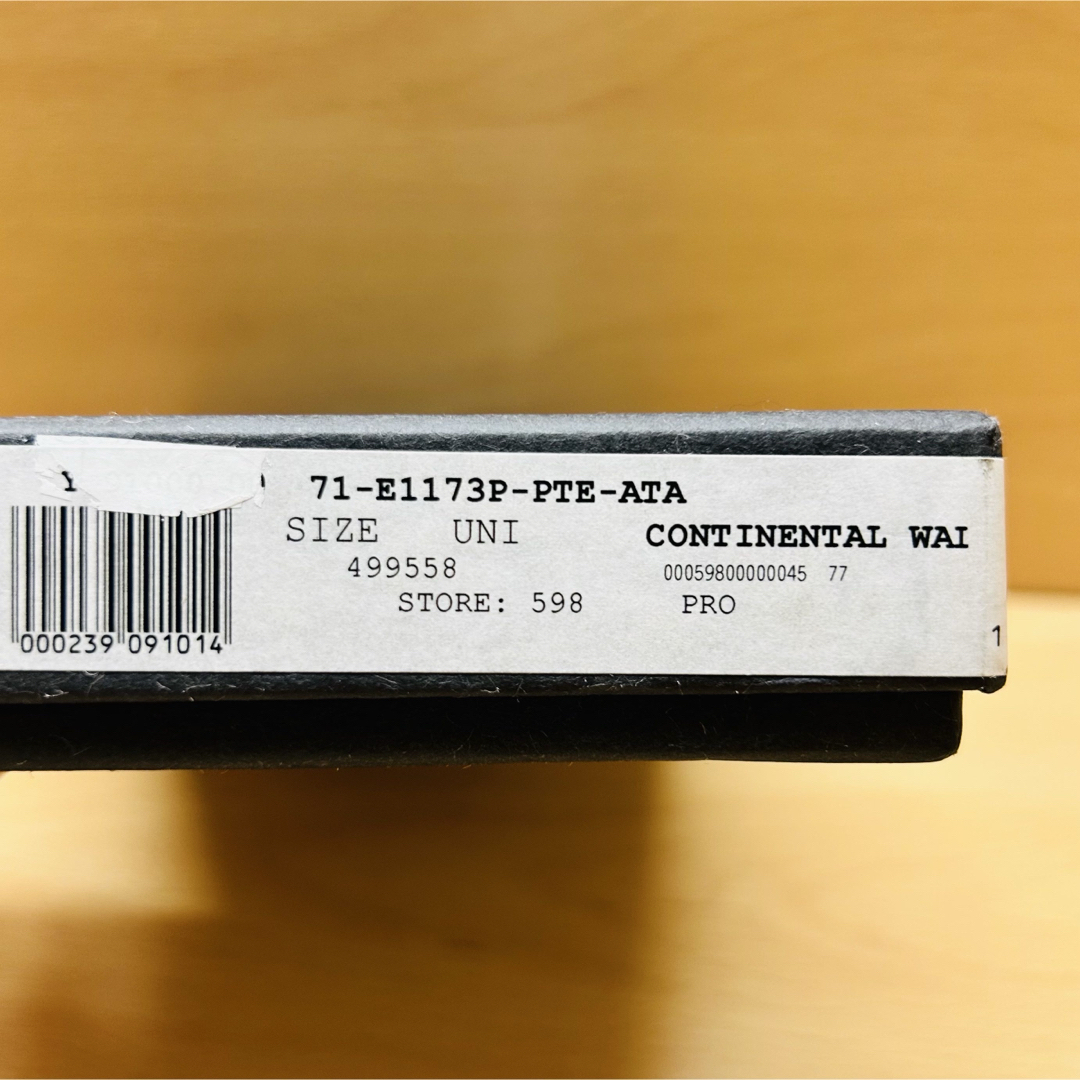 71-E1173P-PTE-ATA
SIZE UNI
CONTINENTAL WAI
499558
00059800000045 77
STORE: 598
PRO
000239 091014
1